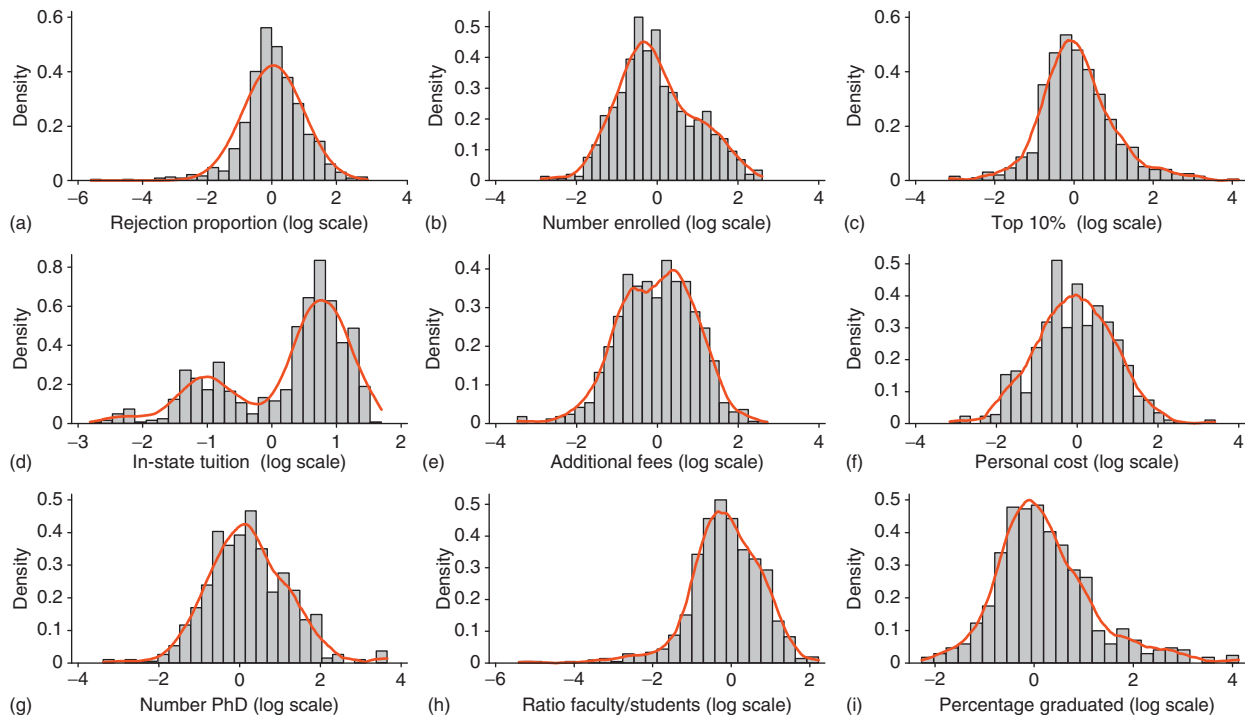 Density
0.6
0.4
0.2
0
−6 −4 −2 0 2 4
(a) Rejection proportion (log scale)
Density
0.5
0.4
0.3
0.2
0.1
0
−4 −2 0 2 4
(b) Number enrolled (log scale)
Density
0.6
0.4
0.2
0
−4 −2 0 2 4
(c) Top 10% (log scale)
Density
0.8
0.6
0.4
0.2
0
−3 −2 −1 0 1 2
(d) In-state tuition (log scale)
Density
0.4
0.3
0.2
0.1
0
−4 −2 0 2 4
(e) Additional fees (log scale)
Density
0.5
0.4
0.3
0.2
0.1
0
−4 −2 0 2 4
(f) Personal cost (log scale)
Density
0.5
0.4
0.3
0.2
0.1
0
−4 −2 0 2 4
(g) Number PhD (log scale)
Density
0.5
0.4
0.3
0.2
0.1
0
−6 −4 −2 0 2
(h) Ratio faculty/students (log scale)
Density
0.5
0.4
0.3
0.2
0.1
0
−2 0 2 4
(i) Percentage graduated (log scale)